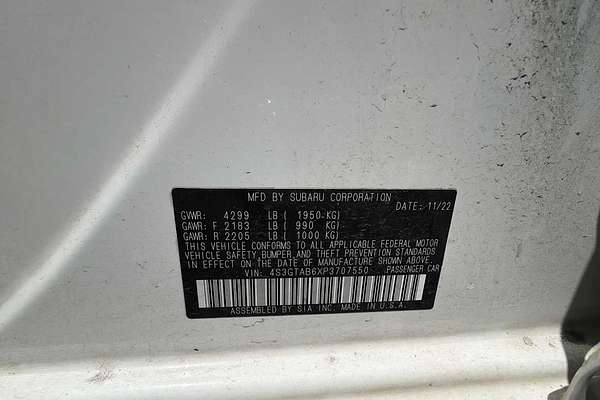 MFD BY SUBARU CORPORATION
DATE: 11/22
GVWR: 4299 LB ( 1950 KG)
GAWR: F 2183 LB ( 990 KG)
GAWR: R 2205 LB ( 1000 KG)
THIS VEHICLE CONFORMS TO ALL APPLICABLE FEDERAL MOTOR
VEHICLE SAFETY, BUMPER, AND THEFT PREVENTION STANDARDS
IN EFFECT ON THE DATE OF MANUFACTURE SHOWN ABOVE.
VIN: 4S3GTAB6XP3707550 PASSENGER CAR
ASSEMBLED BY SIA INC. MADE IN U.S.A.